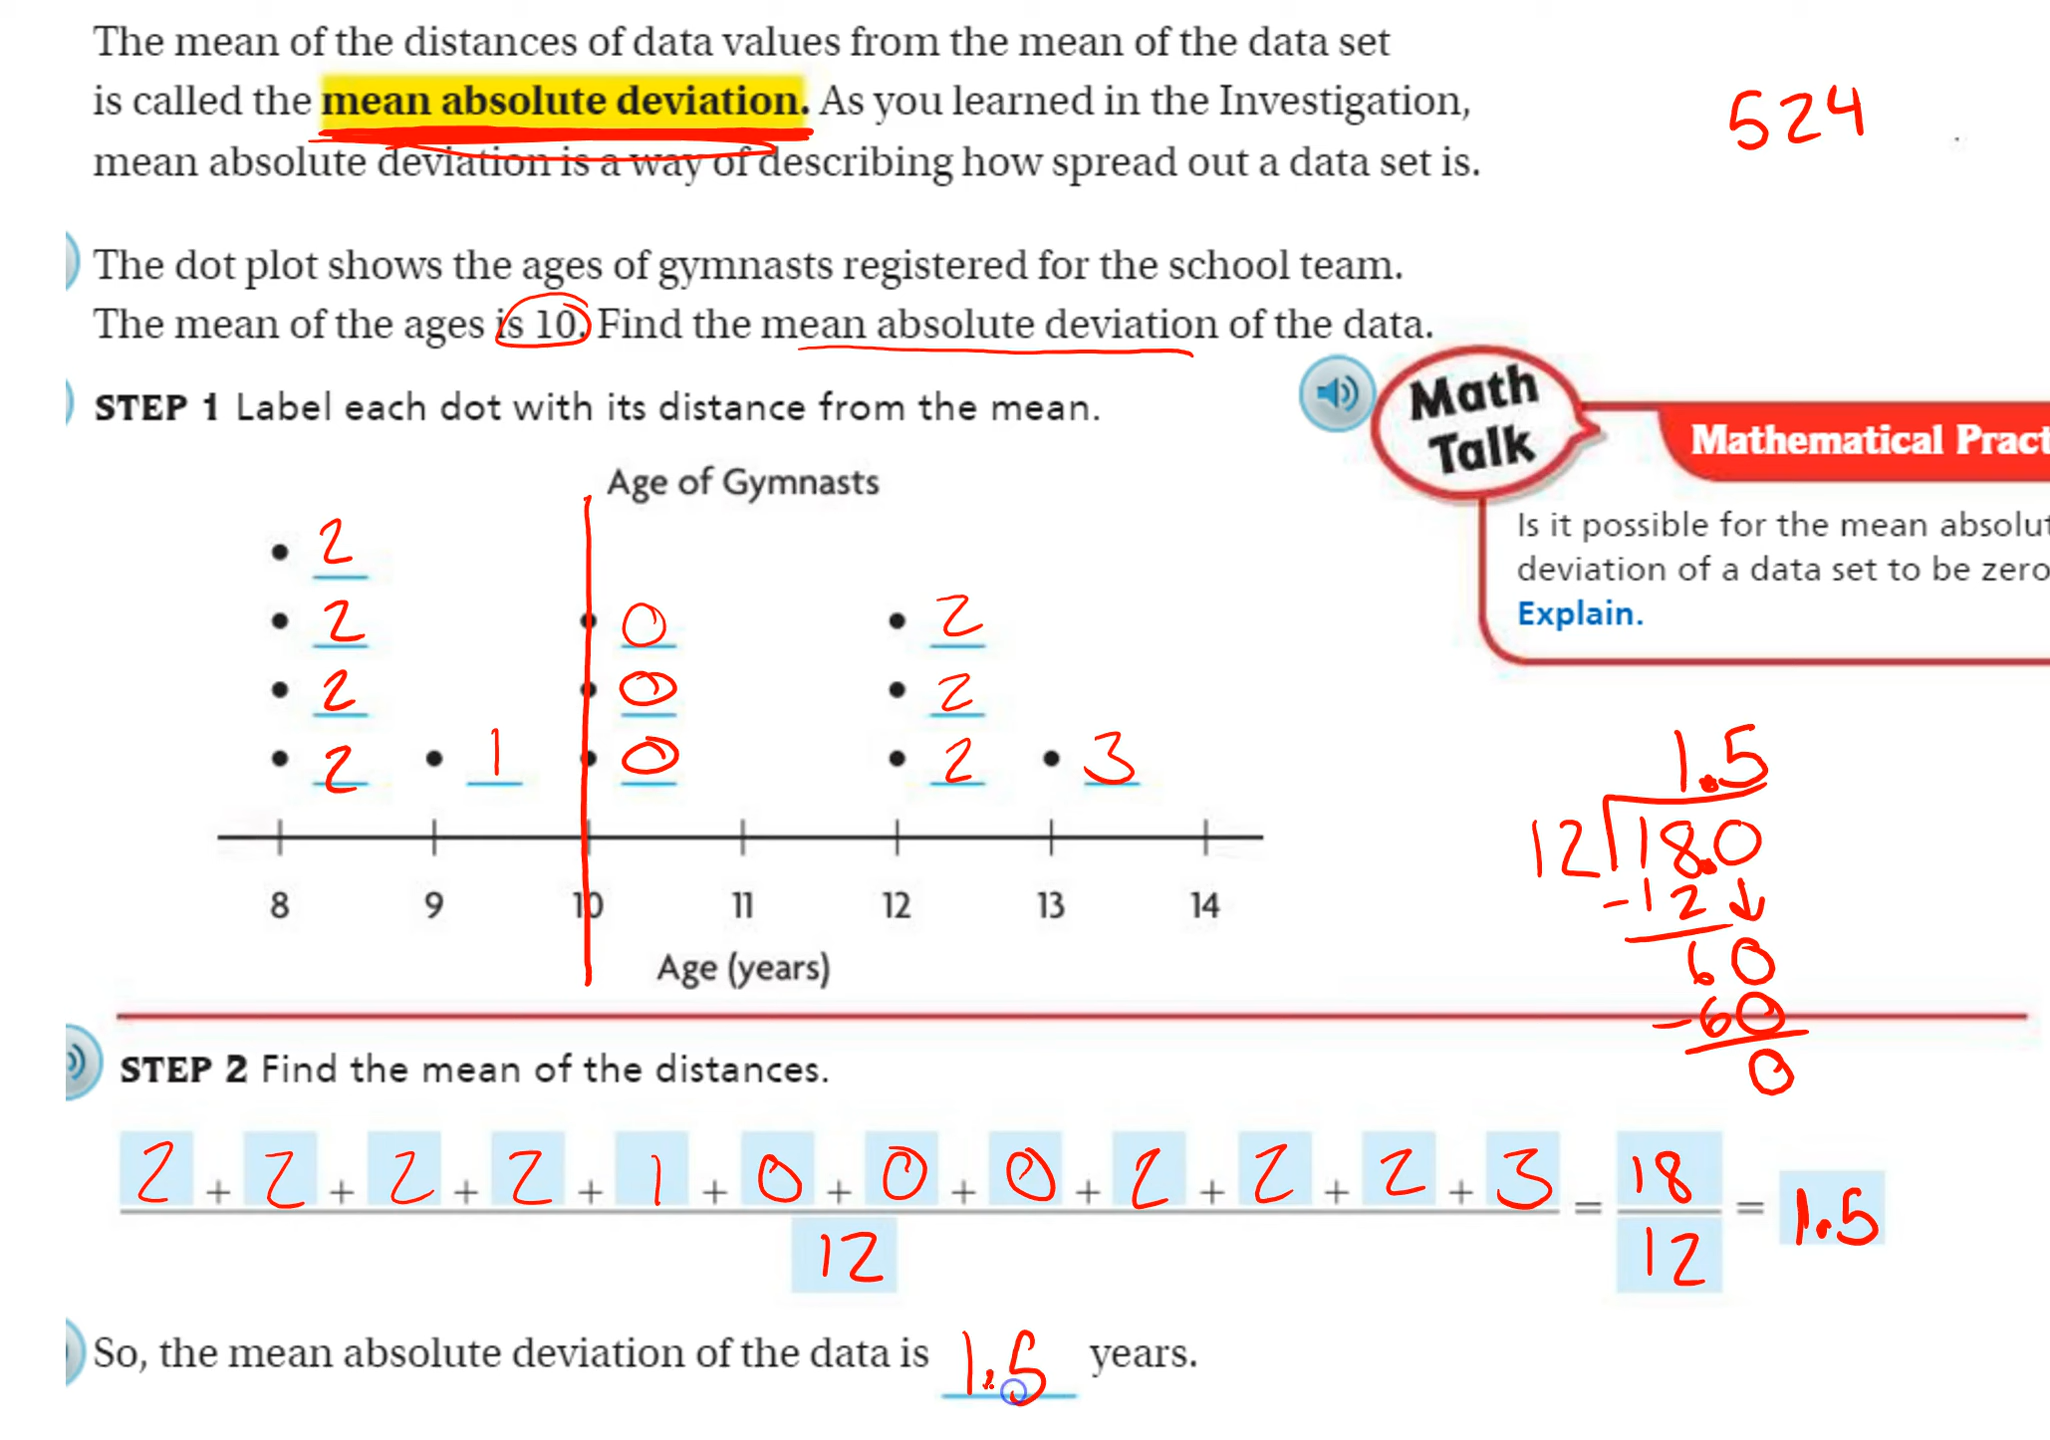 The mean of the distances of data values from the mean of the data set
is called the mean absolute deviation. As you learned in the Investigation,
mean absolute deviation is a way of describing how spread out a data set is.
524
The dot plot shows the ages of gymnasts registered for the school team.
The mean of the ages is 10. Find the mean absolute deviation of the data.
STEP 1 Label each dot with its distance from the mean.
Math
Talk
Mathematical Pract
Is it possible for the mean absolut
deviation of a data set to be zero
Explain.
Age of Gymnasts
2
2 0 2
2 0 2
2 1 0 2 3
8 9 10 11 12 13 14
Age (years)
1.5
12 18.0
-12
60
-60
0
STEP 2 Find the mean of the distances.
2 + 2 + 2 + 2 + 1 + 0 + 0 + 0 + 2 + 2 + 2 + 3 = 18 = 1.5
12 12
So, the mean absolute deviation of the data is 1.5 years.